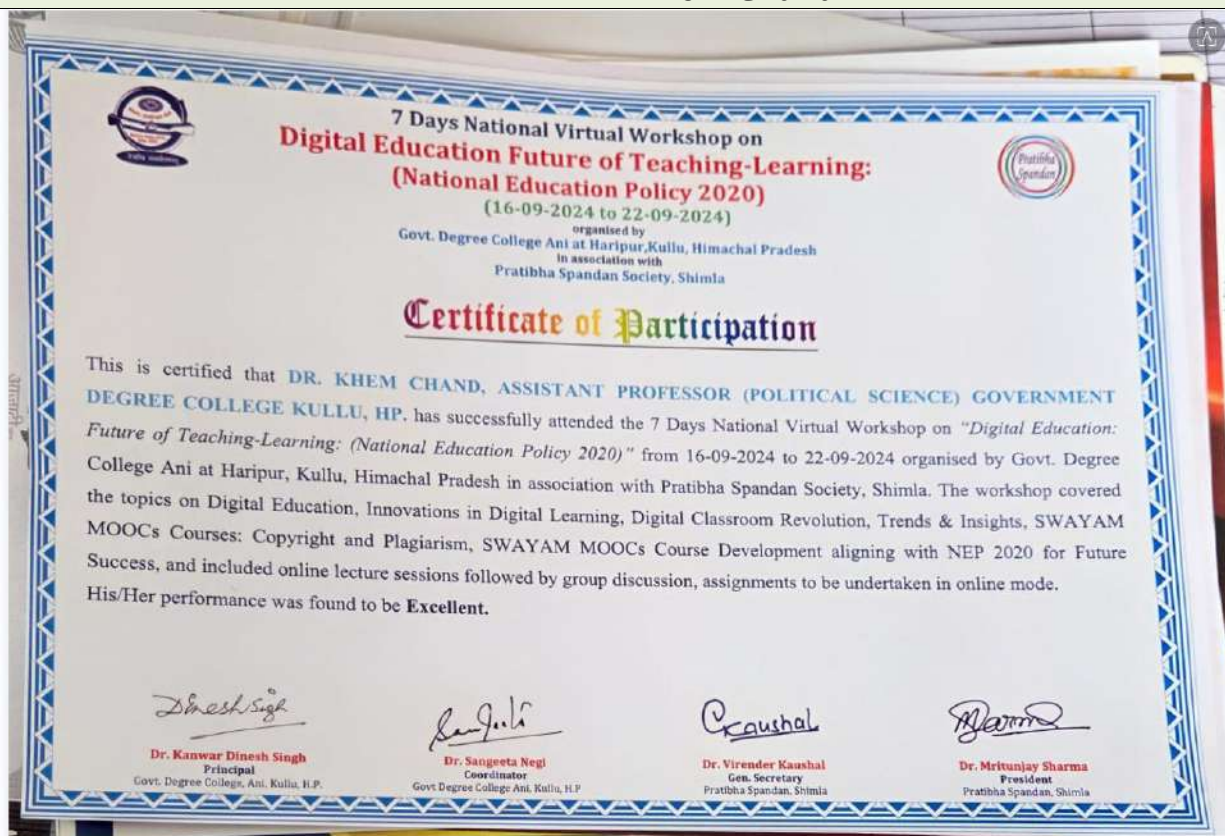 7 Days National Virtual Workshop on
Digital Education Future of Teaching-Learning:
(National Education Policy 2020)
(16-09-2024 to 22-09-2024)
organised by
Govt. Degree College Ani at Haripur,Kullu, Himachal Pradesh
in association with
Pratibha Spandan Society, Shimla
Pratibha
Spandan
Certificate of Participation
This is certified that DR. KHEM CHAND, ASSISTANT PROFESSOR (POLITICAL SCIENCE) GOVERNMENT
DEGREE COLLEGE KULLU, HP. has successfully attended the 7 Days National Virtual Workshop on "Digital Education:
Future of Teaching-Learning: (National Education Policy 2020)" from 16-09-2024 to 22-09-2024 organised by Govt. Degree
College Ani at Haripur, Kullu, Himachal Pradesh in association with Pratibha Spandan Society, Shimla. The workshop covered
the topics on Digital Education, Innovations in Digital Learning, Digital Classroom Revolution, Trends & Insights, SWAYAM
MOOCs Courses: Copyright and Plagiarism, SWAYAM MOOCs Course Development aligning with NEP 2020 for Future
Success, and included online lecture sessions followed by group discussion, assignments to be undertaken in online mode.
His/Her performance was found to be Excellent.
Dinesh Singh
Ckaushal
Dr. Kanwar Dinesh Singh
Principal
Govt. Degree College, Ani, Kullu, H.P.
Dr. Sangeeta Negi
Coordinator
Govt Degree College Ani, Kullu, H.P
Dr. Virender Kaushal
Gen. Secretary
Pratibha Spandan, Shimla
Dr. Mritunjay Sharma
President
Pratibha Spandan, Shimla